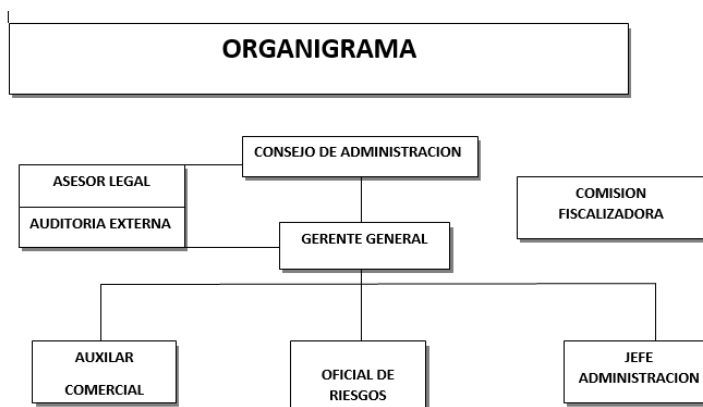 ORGANIGRAMA
CONSEJO DE ADMINISTRACION
ASESOR LEGAL
AUDITORIA EXTERNA
COMISION
FISCALIZADORA
GERENTE GENERAL
AUXILAR
COMERCIAL
OFICIAL DE
RIESGOS
JEFE
ADMINISTRACION